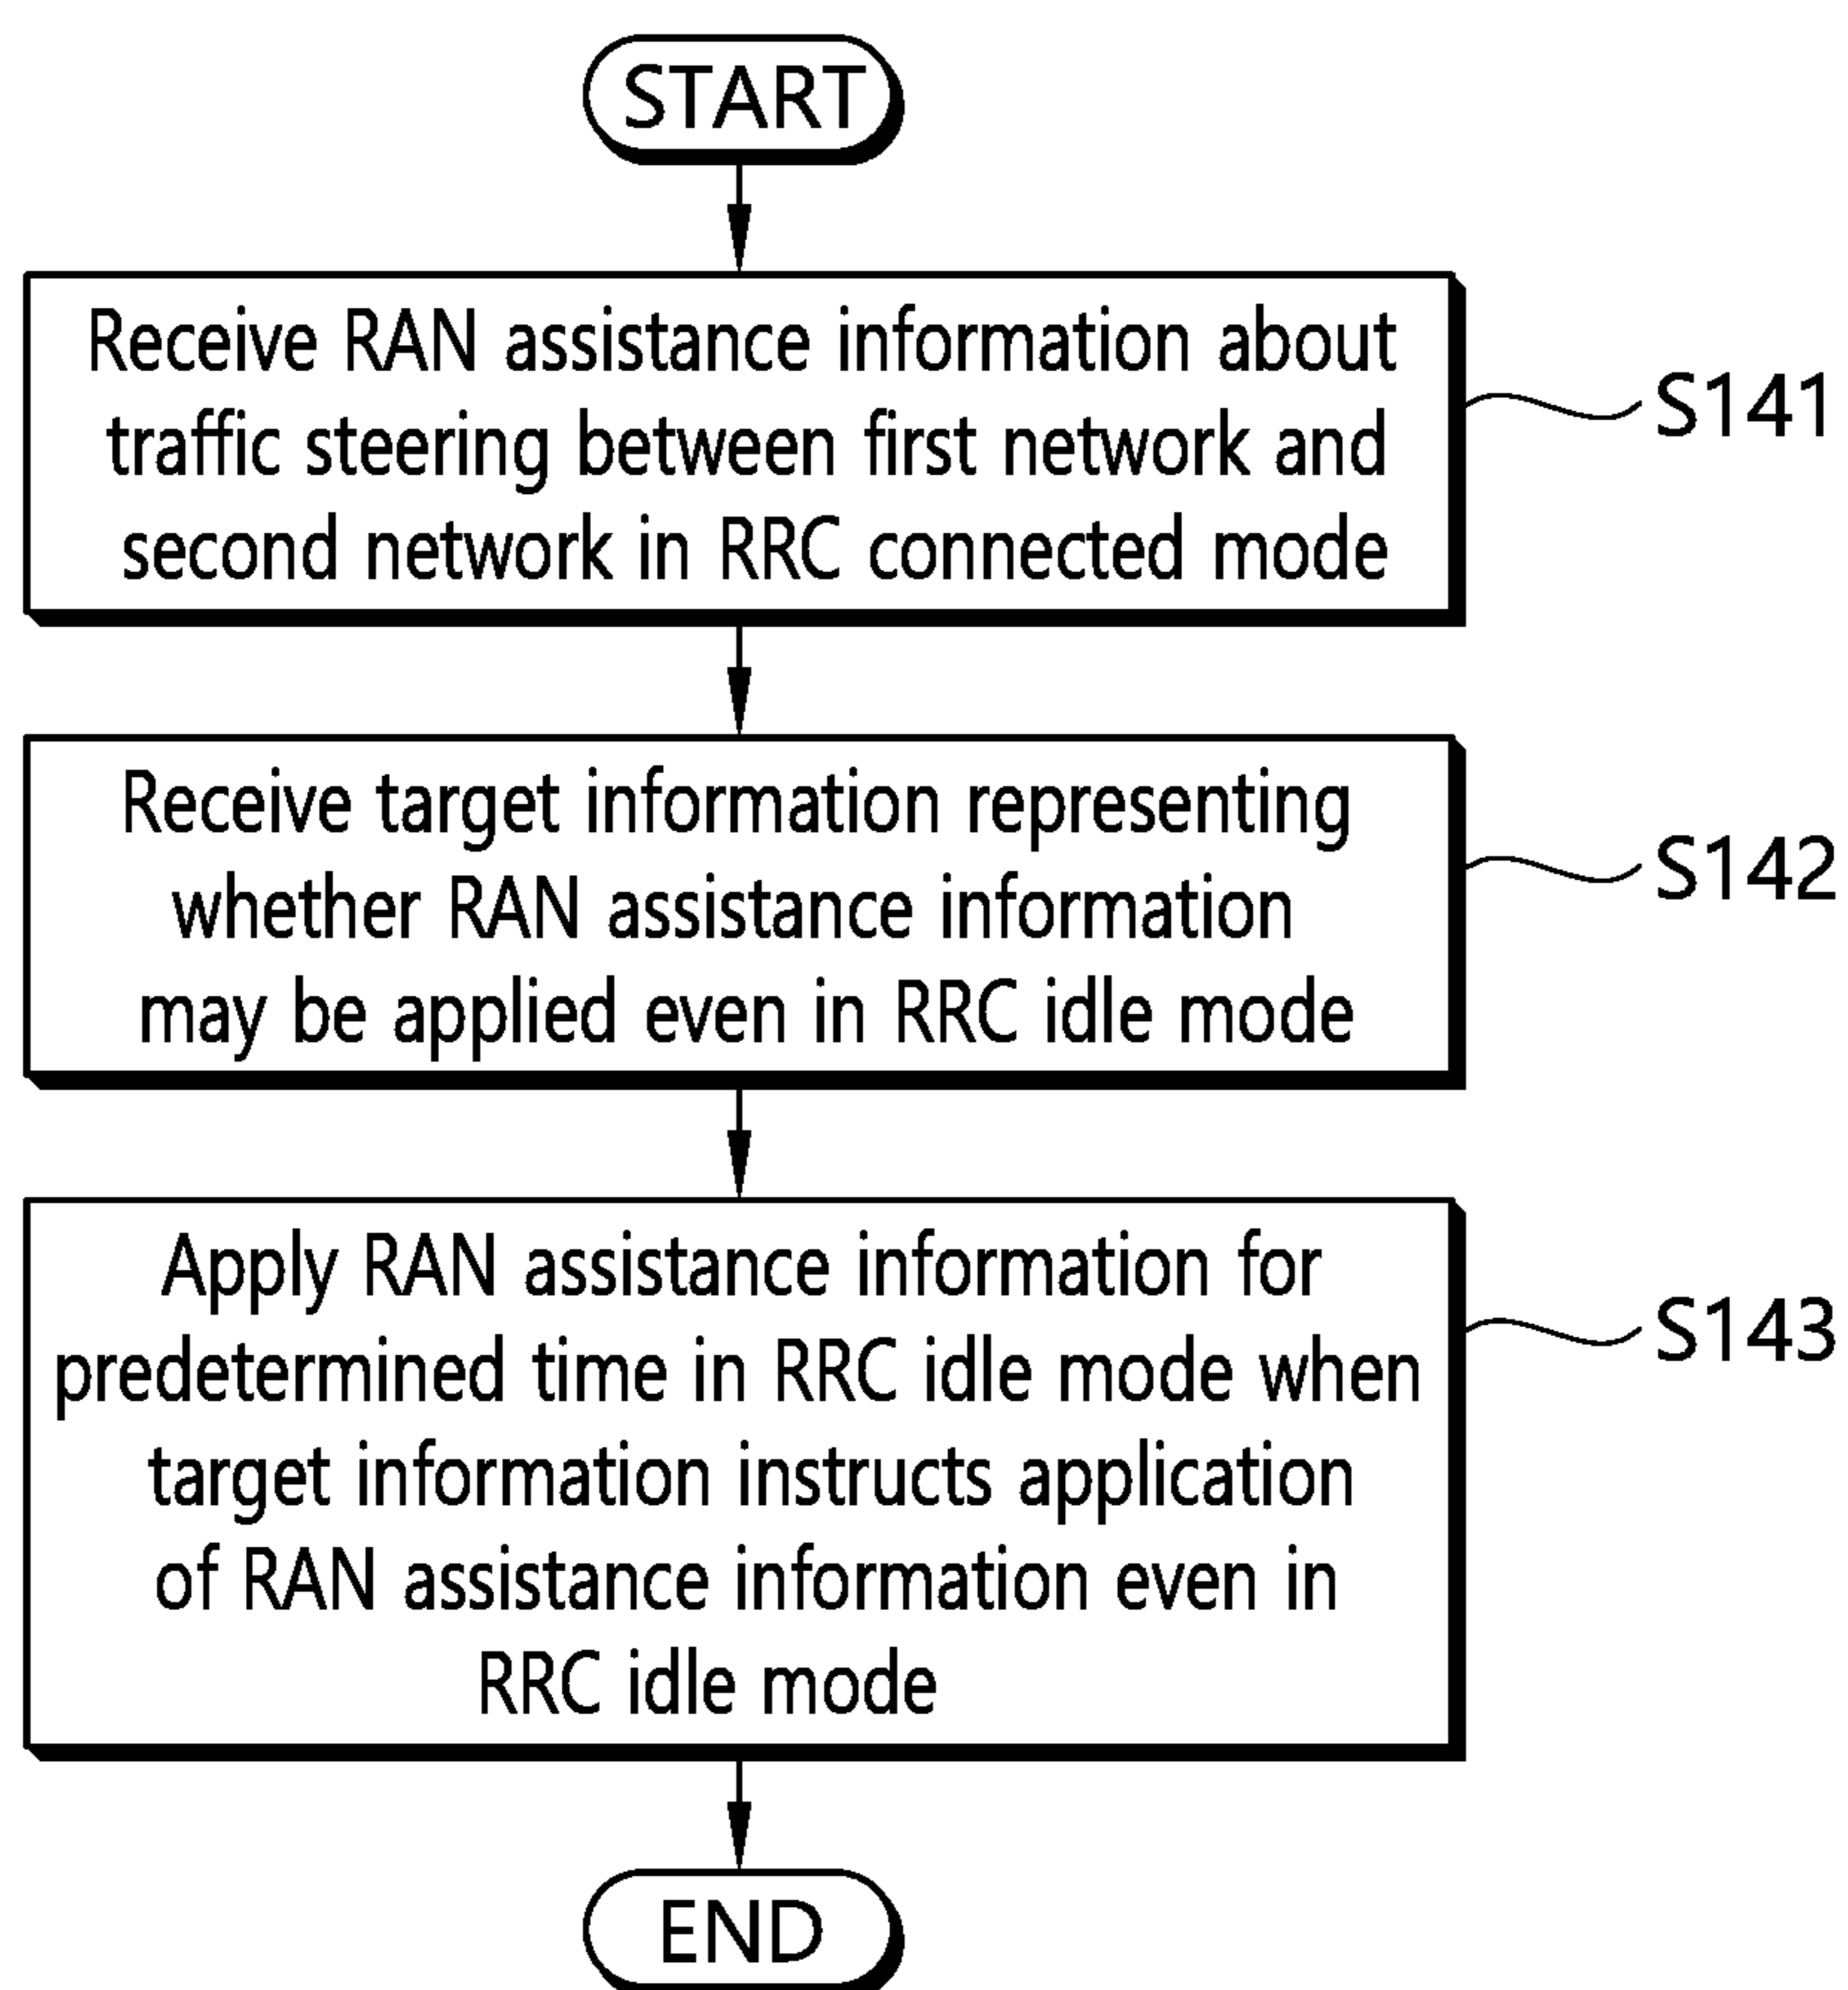 START
Receive RAN assistance information about
traffic steering between first network and
second network in RRC connected mode
S141
Receive target information representing
whether RAN assistance information
may be applied even in RRC idle mode
S142
Apply RAN assistance information for
predetermined time in RRC idle mode when
target information instructs application
of RAN assistance information even in
RRC idle mode
S143
END